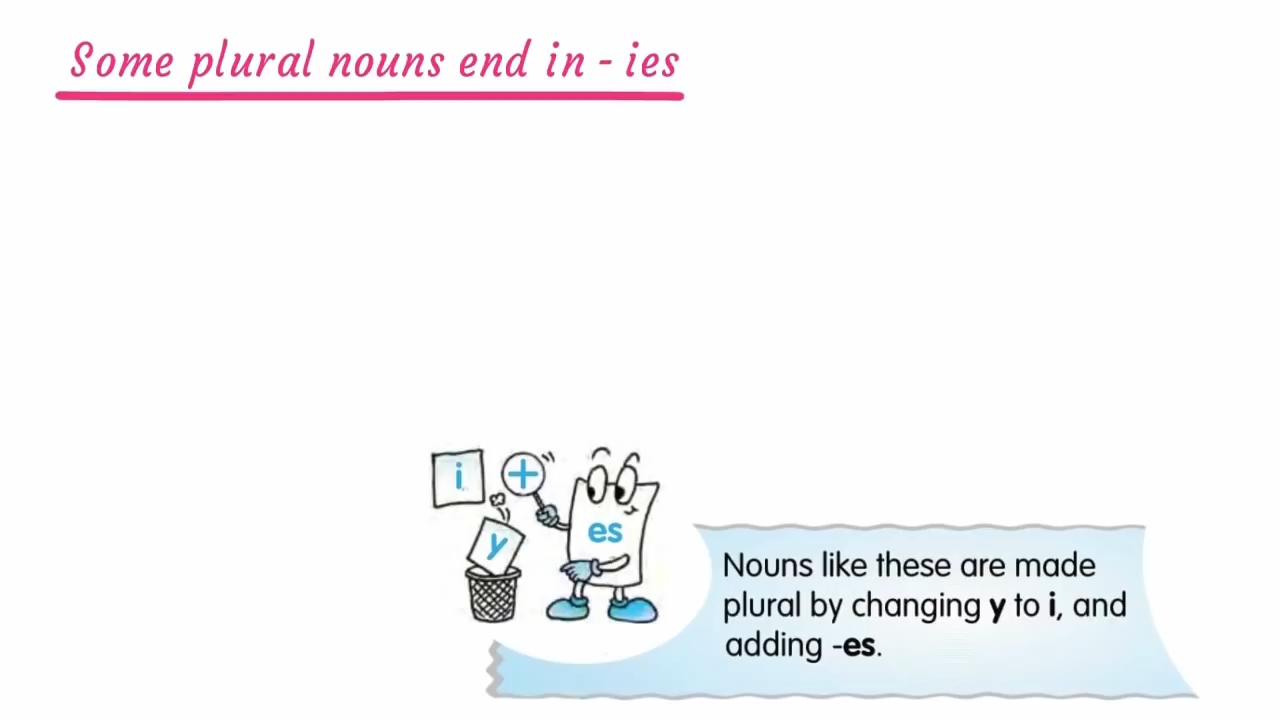 Some plural nouns end in - ies
i
+
y
es
Nouns like these are made
plural by changing y to i, and
adding -es.